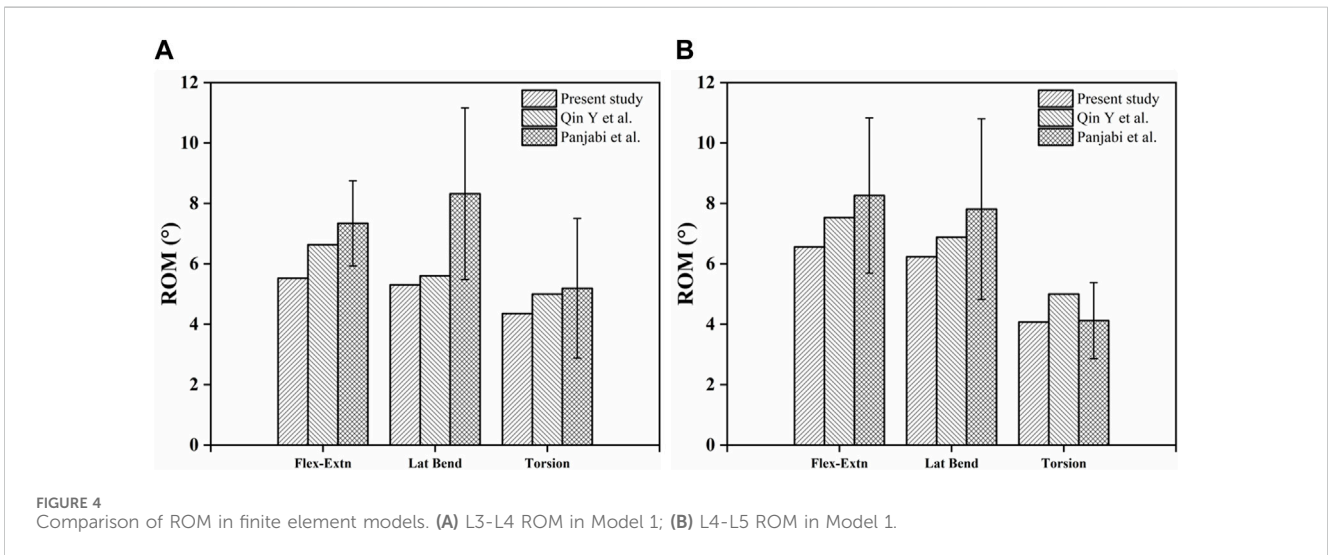 A
12
10
8
6
4
2
0
ROM (°)
Present study
Qin Y et al.
Panjabi et al.
Flex-Extn Lat Bend Torsion
B
12
10
8
6
4
2
0
ROM (°)
Present study
Qin Y et al.
Panjabi et al.
Flex-Extn Lat Bend Torsion
FIGURE 4
Comparison of ROM in finite element models. (A) L3-L4 ROM in Model 1; (B) L4-L5 ROM in Model 1.